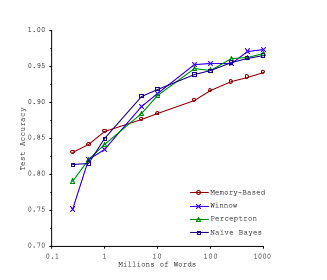 1.00
0.95
0.90
0.85
0.80
0.75
0.70
Test Accuracy
Memory-Based
Winnow
Perceptron
Naïve Bayes
0.1 1 10 100 1000
Millions of Words